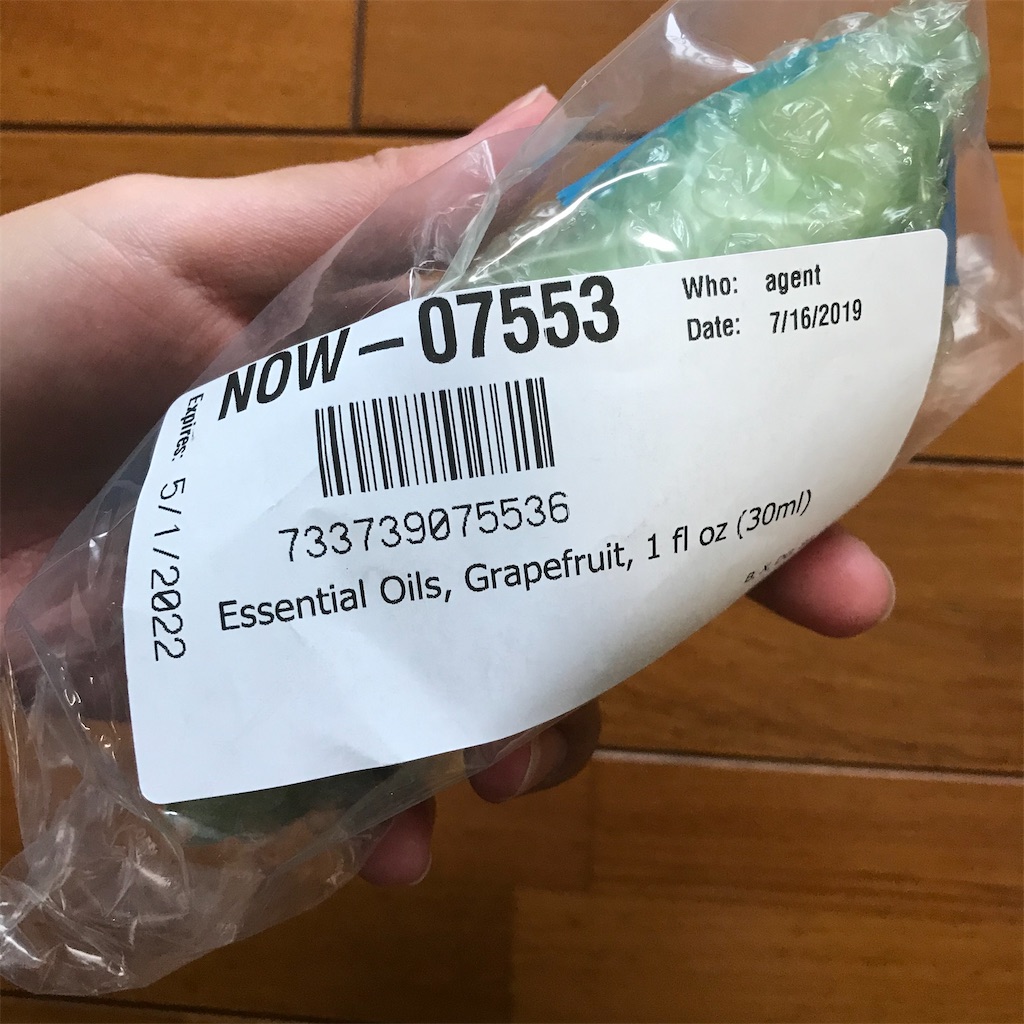 NOW-07553
Who: agent
Date: 7/16/2019
733739075536
Essential Oils, Grapefruit, 1 fl oz (30ml)
Expires: 5/1/2022